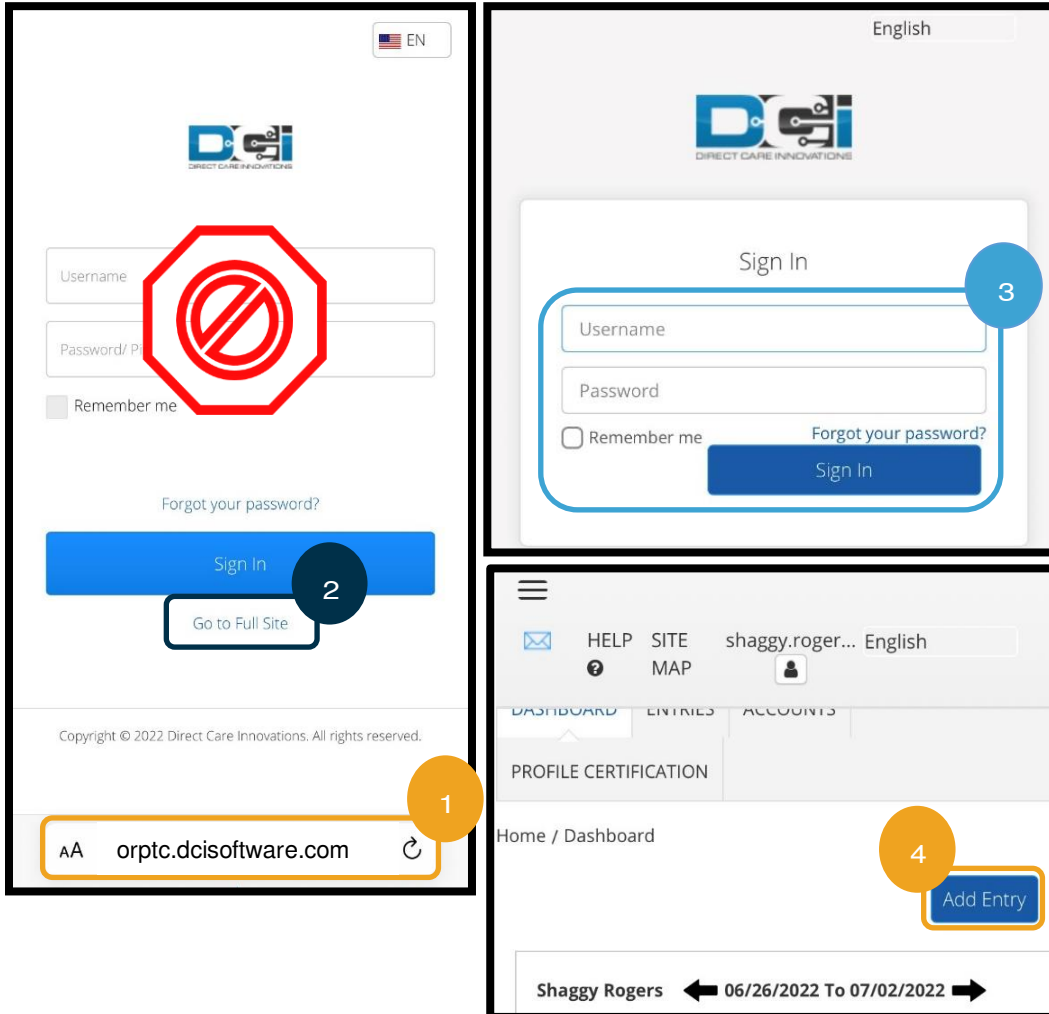 EN
DCi
DIRECT CARE INNOVATIONS
Username
Password/ Pi
Remember me
Forgot your password?
Sign In
2
Go to Full Site
Copyright © 2022 Direct Care Innovations. All rights reserved.
1
AA orptc.dcisoftware.com
English
DCi
DIRECT CARE INNOVATIONS
Sign In
3
Username
Password
Remember me Forgot your password?
Sign In
HELP SITE shaggy.roger... English
MAP
DASHBOARD ENTRIES ACCOUNTS
PROFILE CERTIFICATION
Home / Dashboard
4
Add Entry
Shaggy Rogers 06/26/2022 To 07/02/2022